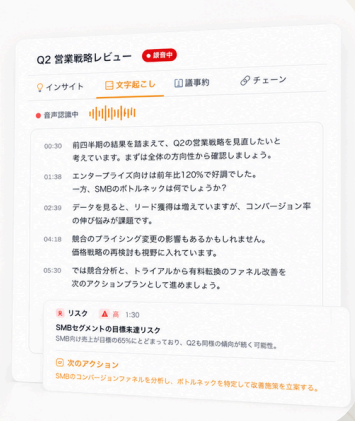 Q2 営業戦略レビュー
録音中
インサイト
文字起こし
議事約
チェーン
音声認識中
00:30 前四半期の結果を踏まえて、Q2の営業戦略を見直したいと
考えています。まずは全体の方向性から確認しましょう。
01:38 エンタープライズ向けは前年比120%で好調でした。
一方、SMBのボトルネックは何でしょうか?
02:39 データを見ると、リード獲得は増えていますが、コンバージョン率
の伸び悩みが課題です。
04:18 競合のプライシング変更の影響もあるかもしれません。
価格戦略の再検討も視野に入れています。
05:30 では競合分析と、トライアルから有料転換のファネル改善を
次のアクションプランとして進めましょう。
リスク 高 1:30
SMBセグメントの目標未達リスク
SMB向け売上が目標の65%にとどまっており、Q2も同様の傾向が続く可能性。
次のアクション
SMBのコンバージョンファネルを分析し、ボトルネックを特定して改善施策を立案する。